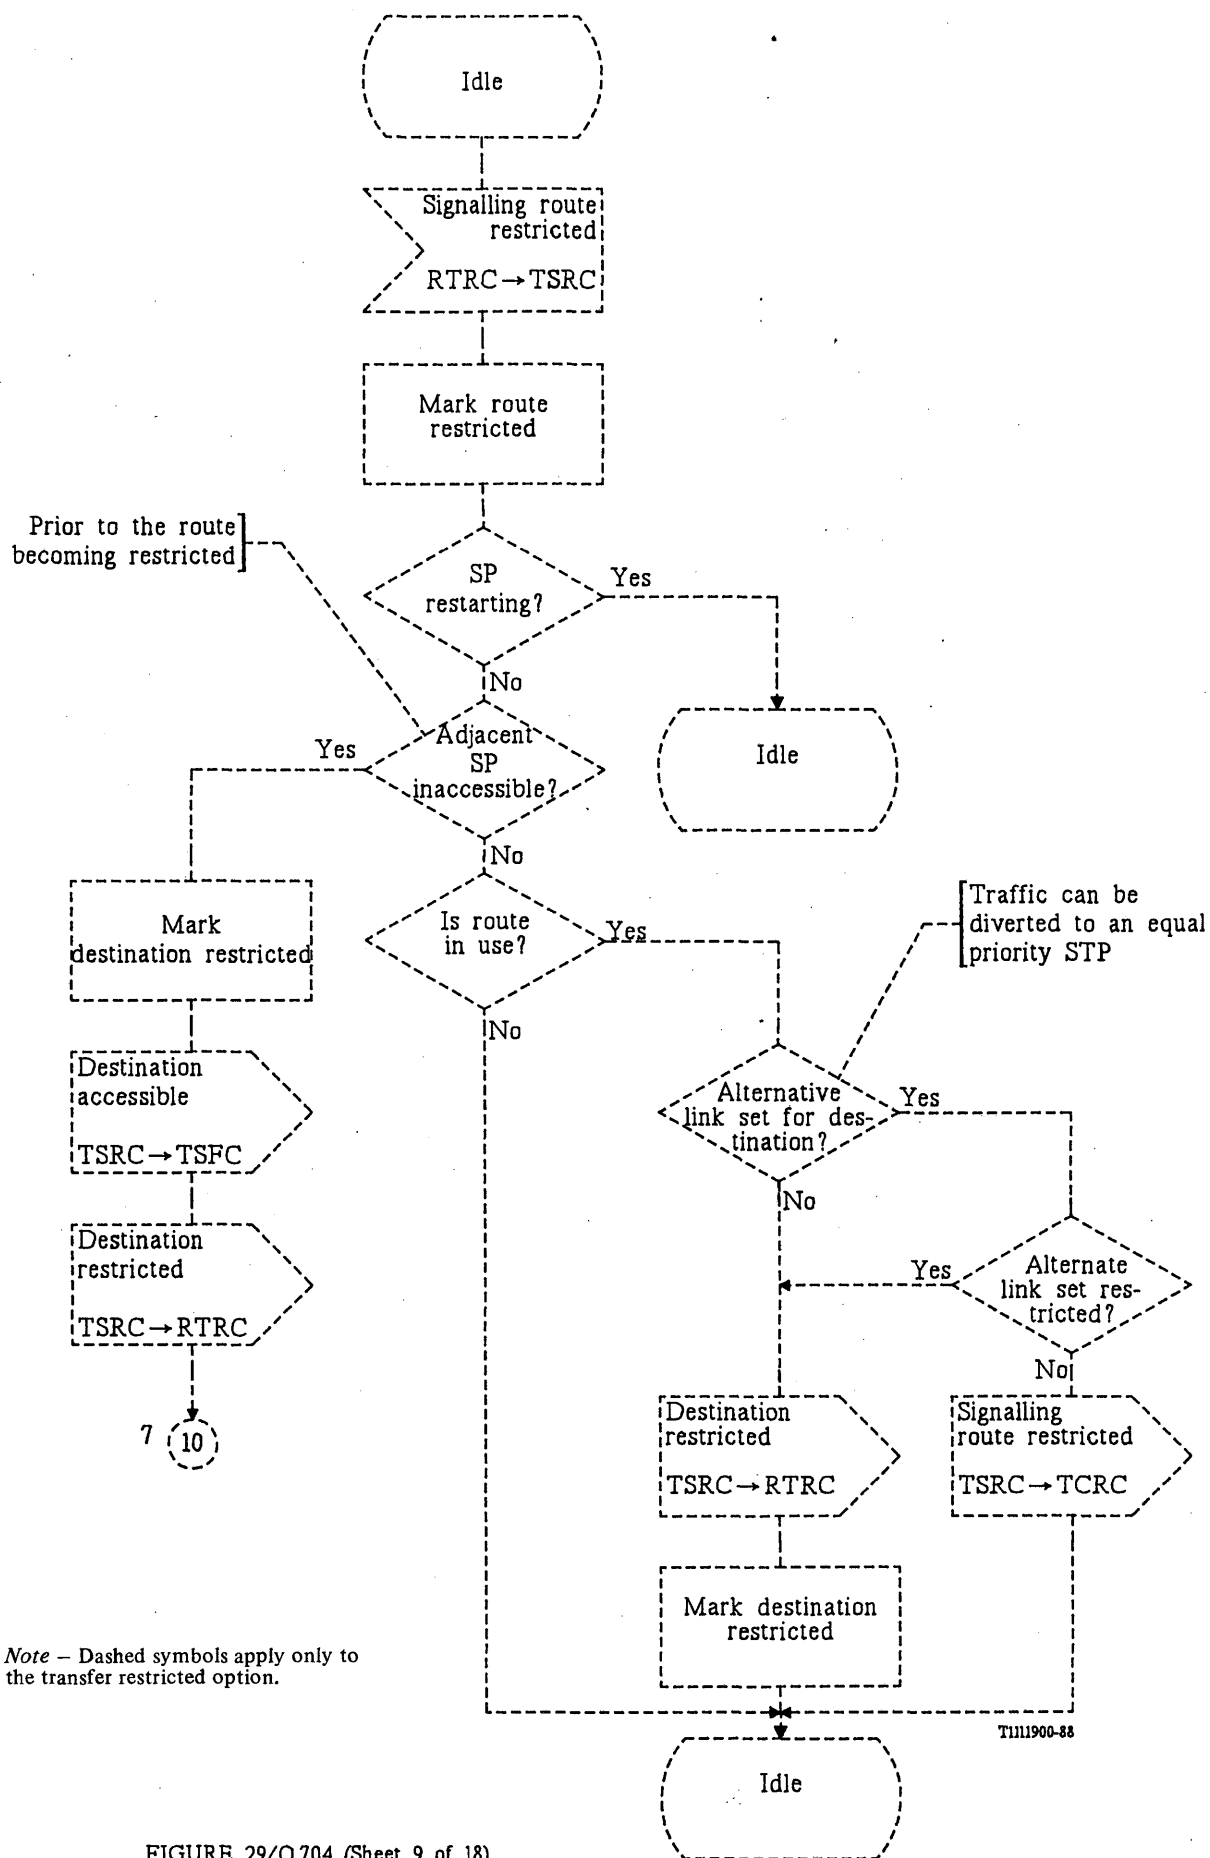 Idle
Signalling route
restricted
RTRC→TSRC
Mark route
restricted
Prior to the route
becoming restricted
SP
restarting?
Yes
No
Idle
Adjacent
SP
inaccessible?
Yes
No
Mark
destination restricted
Is route
in use?
Yes
No
Traffic can be
diverted to an equal
priority STP
Destination
accessible
TSRC→TSFC
Alternative
link set for des-
tination?
Yes
No
Destination
restricted
TSRC→RTRC
Alternate
link set res-
tricted?
Yes
No
7
10
Destination
restricted
TSRC→RTRC
Signalling
route restricted
TSRC→TCRC
Mark destination
restricted
Note – Dashed symbols apply only to
the transfer restricted option.
T1111900-88
Idle
FIGURE 29/Q.704 (Sheet 9 of 18)